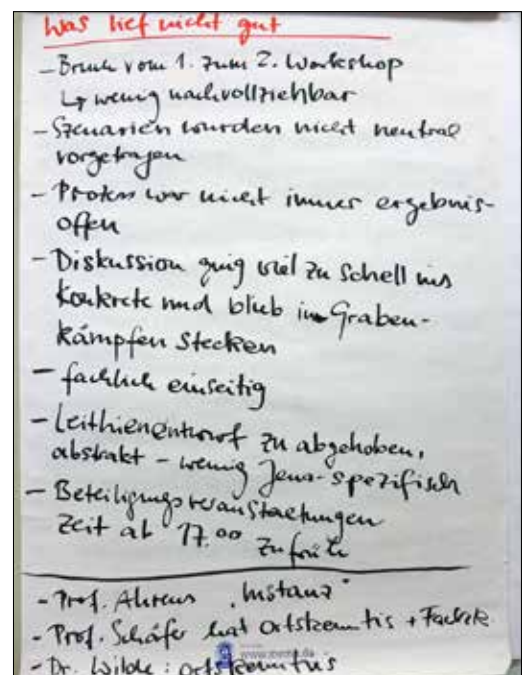 Was lief nicht gut
- Bruch vom 1. zum 2. Workshop
↳ wenig nachvollziehbar
- Szenarien wurden nicht neutral
vorgetragen
- Prozess war nicht immer ergebnis-
offen
- Diskussion ging viel zu schnell ins
Konkrete und blieb in Graben-
kämpfen stecken
- fachlich einseitig
- Leitlinienentwurf zu abgehoben,
abstrakt - wenig Jena-spezifisch
- Beteiligungsveranstaltungen
Zeit ab 17.00 zu früh
- Prof. Ahrens "Instanz"
- Prof. Schäfer hat Ortskenntnis +
- Dr. Wilde: Ortskenntnis